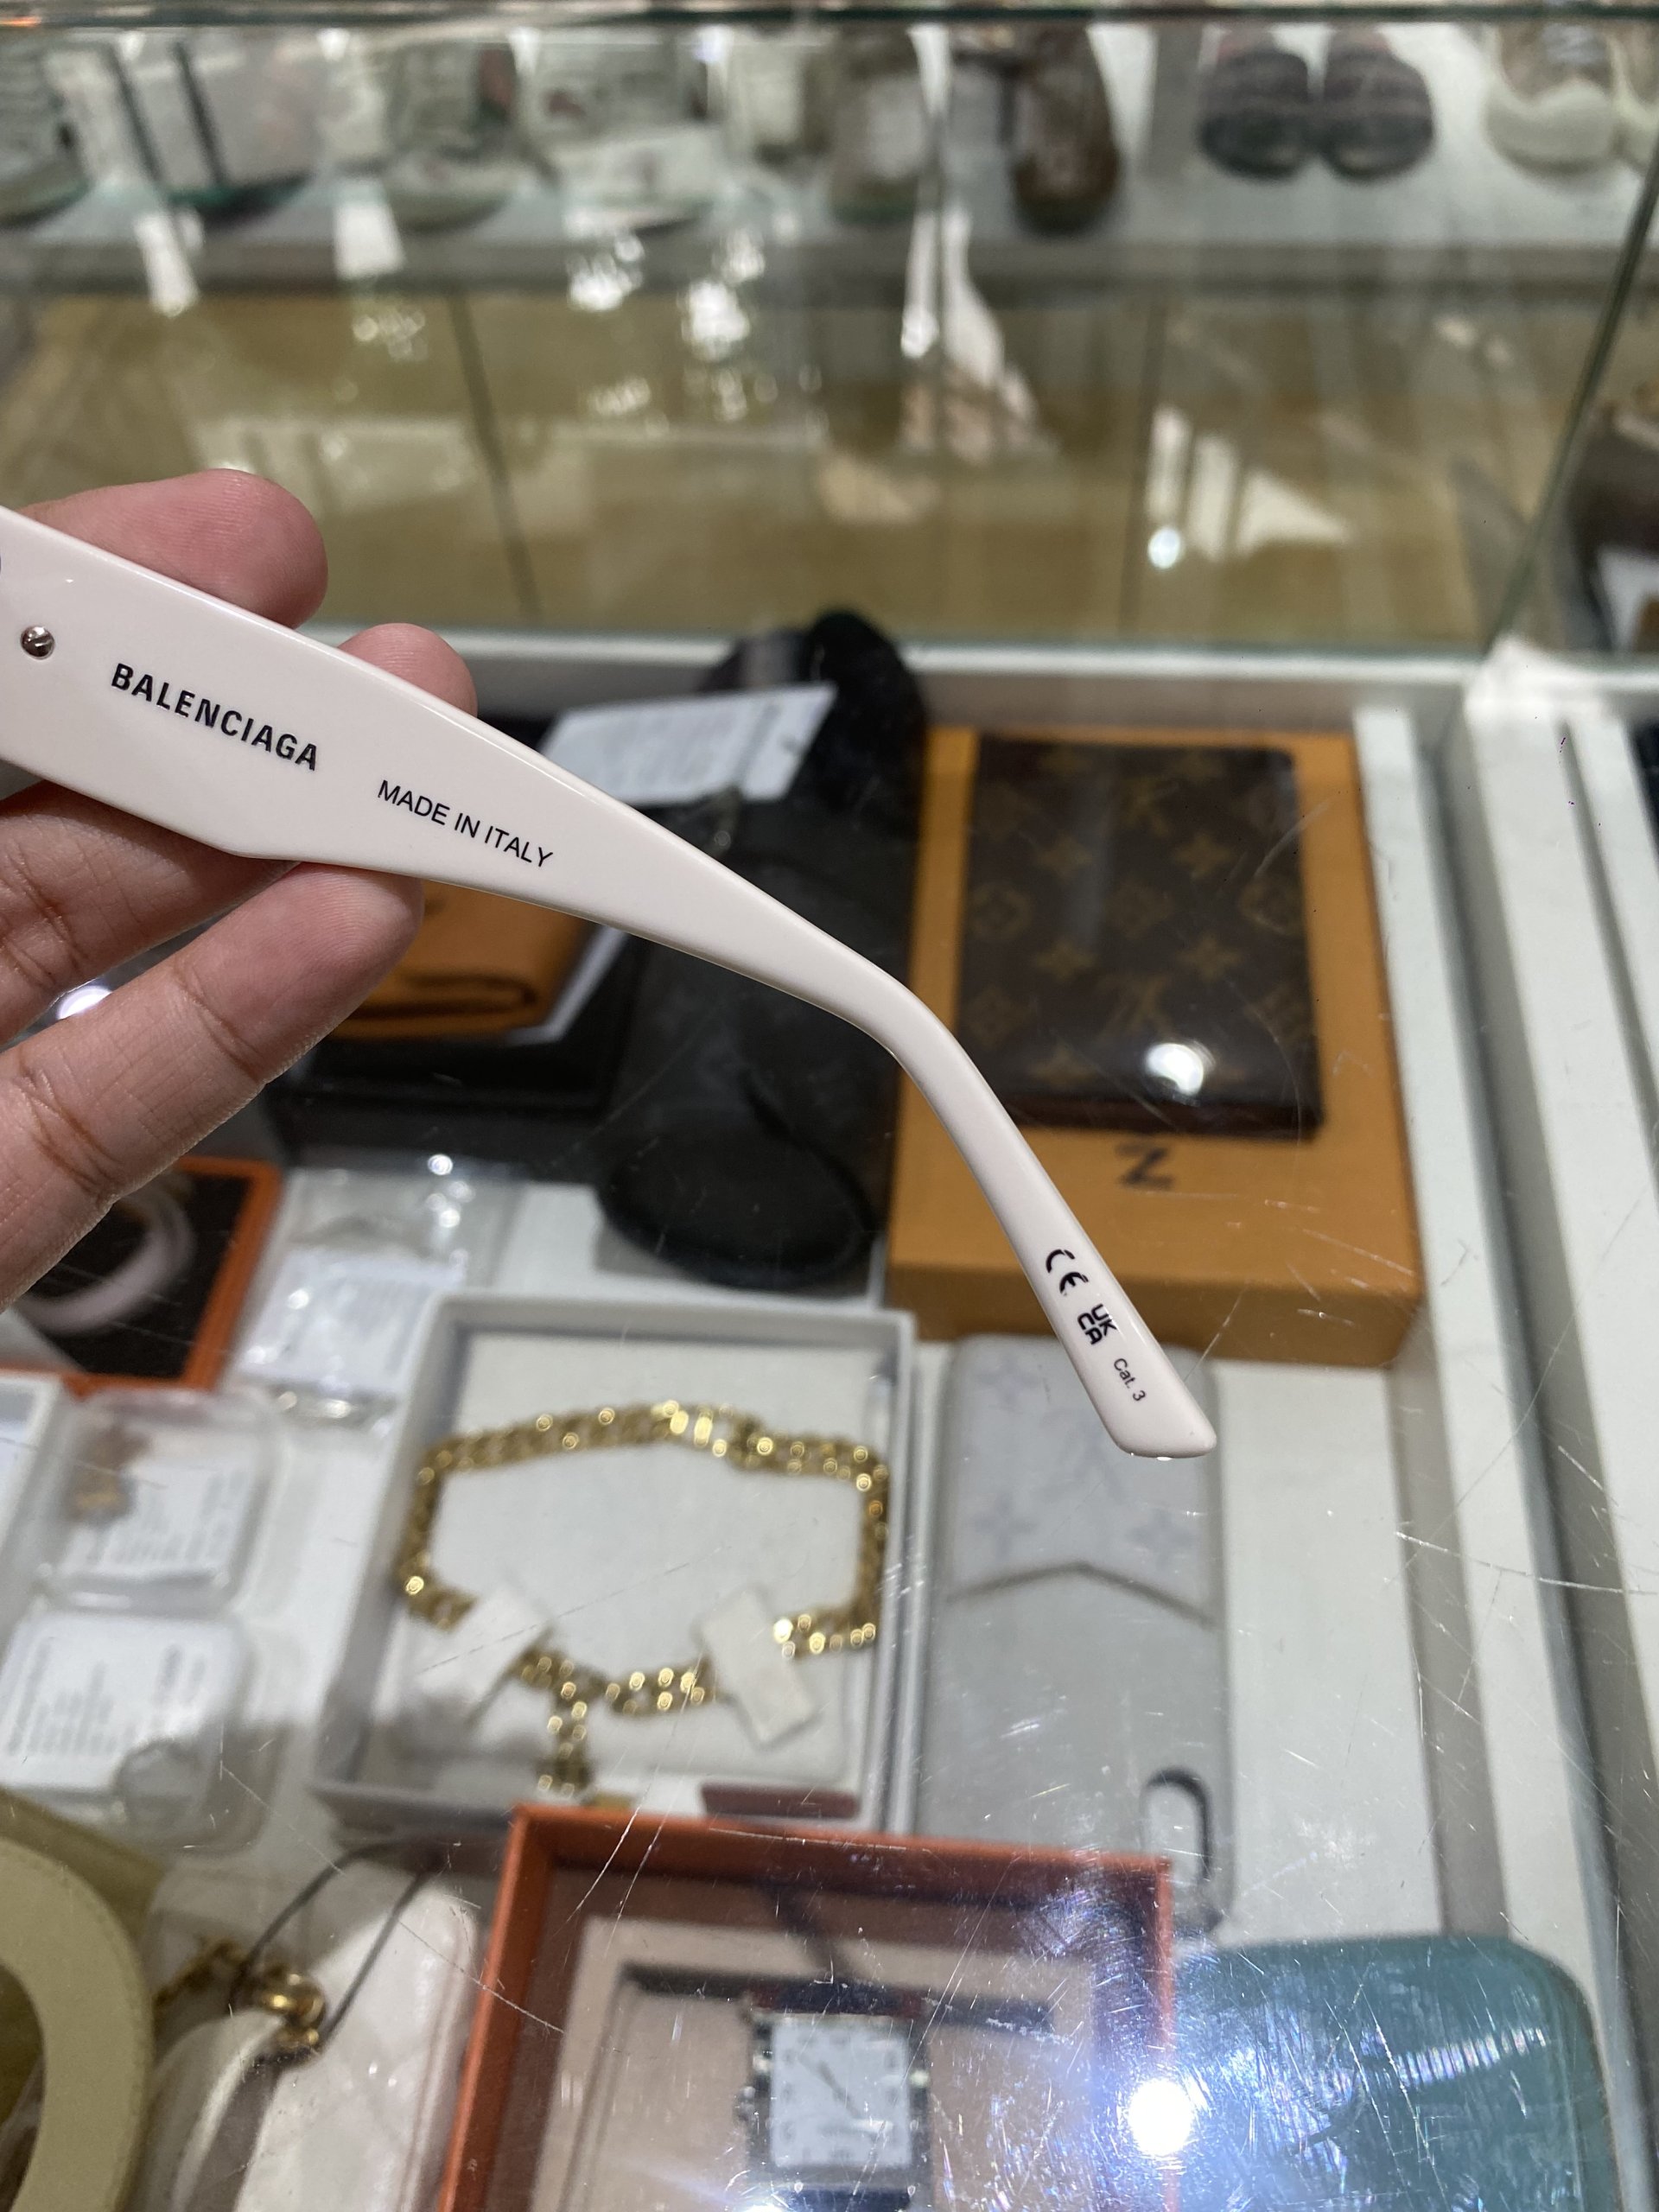 BALENCIAGA
MADE IN ITALY
CE
UK
CA
Cat. 3